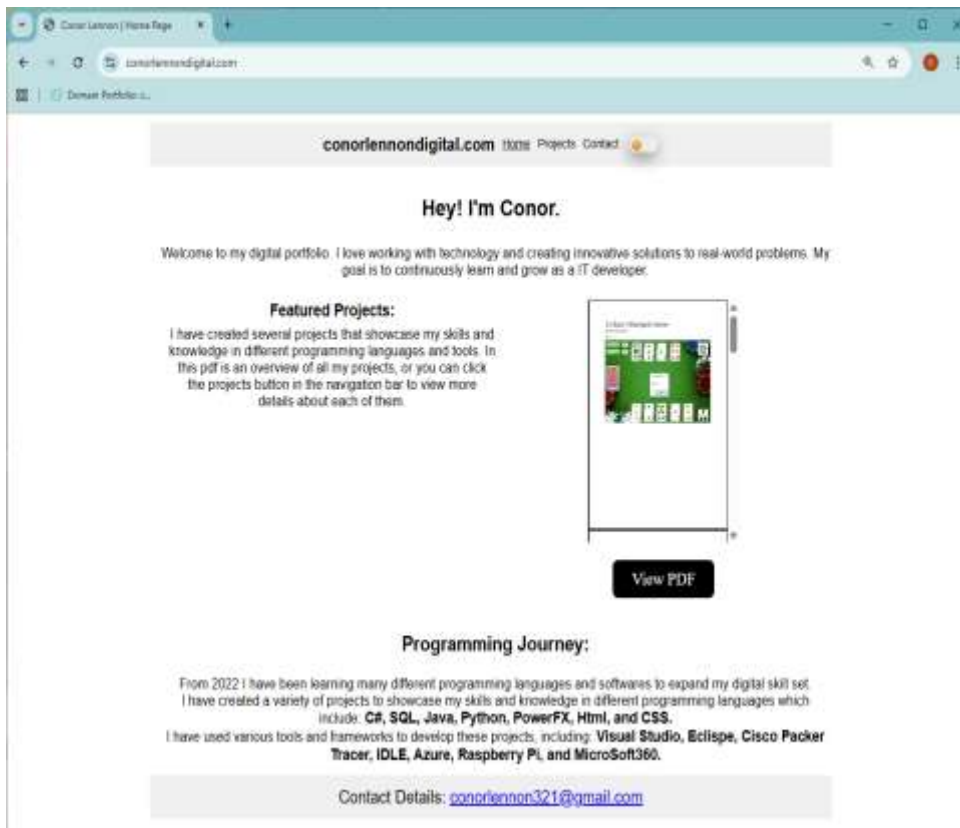 Conor Lennon | Home Page
conorlennondigital.com
Domain Portfolio
conorlennondigital.com Home Projects Contact
Hey! I'm Conor.
Welcome to my digital portfolio. I love working with technology and creating innovative solutions to real-world problems. My
goal is to continuously learn and grow as a IT developer.
Featured Projects:
I have created several projects that showcase my skills and
knowledge in different programming languages and tools. In
this pdf is an overview of all my projects, or you can click
the projects button in the navigation bar to view more
details about each of them.
View PDF
Programming Journey:
From 2022 I have been learning many different programming languages and softwares to expand my digital skill set.
I have created a variety of projects to showcase my skills and knowledge in different programming languages which
include: C#, SQL, Java, Python, PowerFX, Html, and CSS.
I have used various tools and frameworks to develop these projects, including: Visual Studio, Eclispe, Cisco Packer
Tracer, IDLE, Azure, Raspberry Pi, and MicroSoft360.
Contact Details: conorlennon321@gmail.com